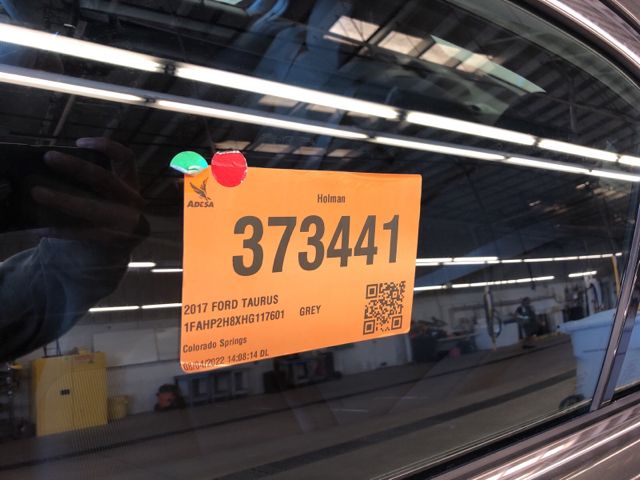 Holman
ADESA
373441
2017 FORD TAURUS
1FAHP2H8XHG117601 GREY
Colorado Springs
08/04/2022 14:08:14 DL